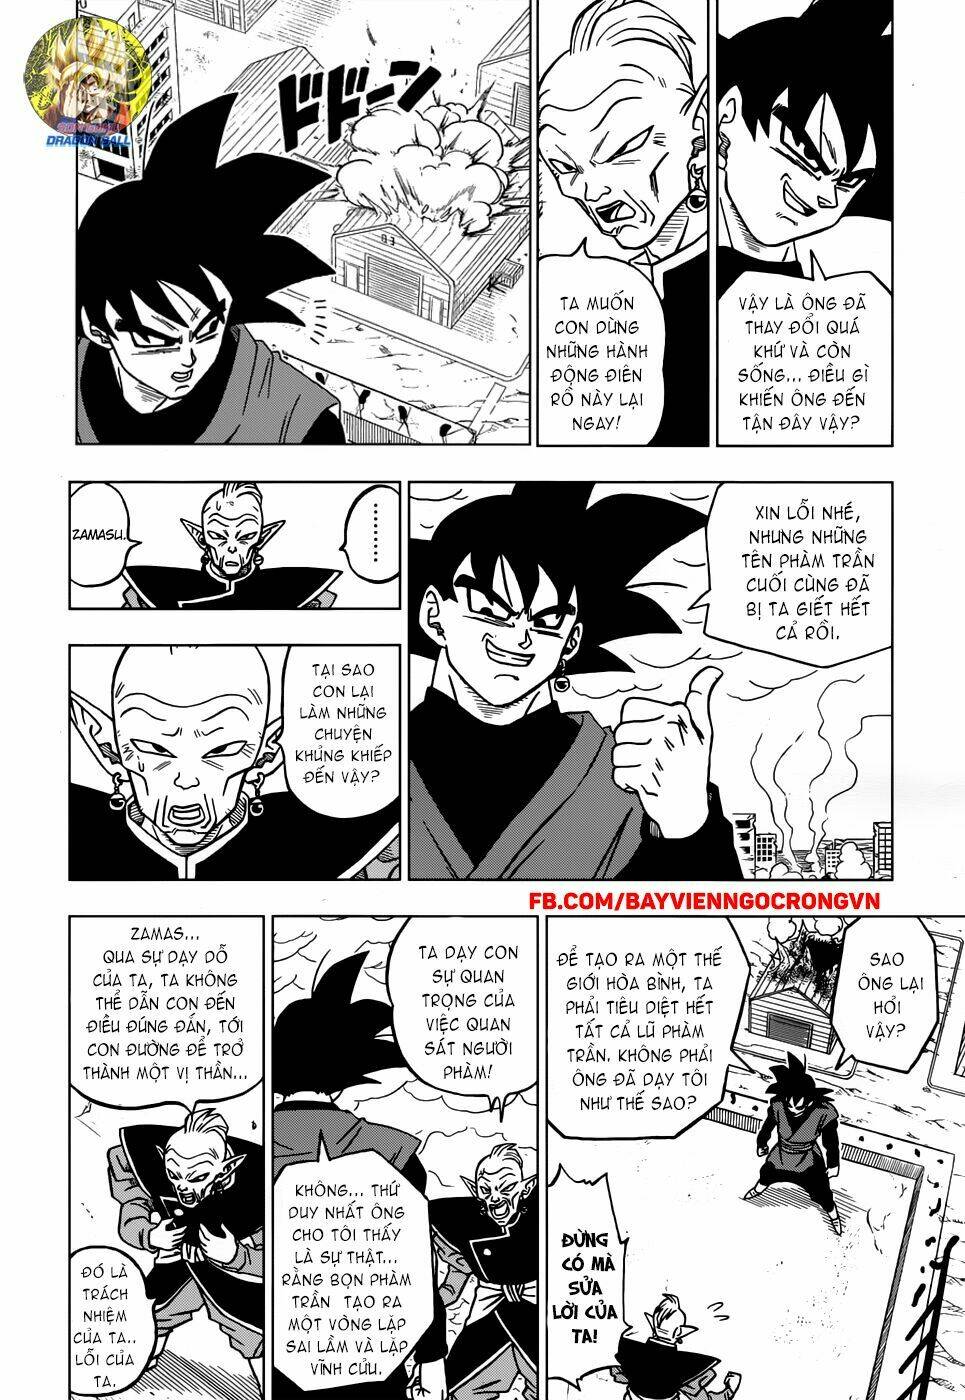 SON GOKU
DRAGON BALL
ドドーン
83
VẬY LÀ ÔNG ĐÃ
THAY ĐỔI QUÁ
KHỨ VÀ CÒN
SỐNG... ĐIỀU GÌ
KHIẾN ÔNG ĐẾN
TẬN ĐÂY VẬY?
TA MUỐN
CON DỪNG
NHỮNG HÀNH
ĐỘNG ĐIÊN
RỒ NÀY LẠI
NGAY!
XIN LỖI NHÉ,
NHƯNG NHỮNG
TÊN PHÀM TRẦN
CUỐI CÙNG ĐÃ
BỊ TA GIẾT HẾT
CẢ RỒI.
.........
ZAMASU.
TẠI SAO
CON LẠI
LÀM NHỮNG
CHUYỆN
KHỦNG KHIẾP
ĐẾN VẬY?
FB.COM/BAYVIENNGOCRONGVN
SAO
ÔNG LẠI
HỎI
VẬY?
ĐỂ TẠO RA MỘT THẾ
GIỚI HÒA BÌNH, TA
PHẢI TIÊU DIỆT HẾT
TẤT CẢ LŨ PHÀM
TRẦN. KHÔNG PHẢI
ÔNG ĐÃ DẠY TÔI
NHƯ THẾ SAO?
ĐỪNG
CÓ MÀ
SỬA
LỜI CỦA
TA!
TA DẠY CON
SỰ QUAN
TRỌNG CỦA
VIỆC QUAN
SÁT NGƯỜI
PHÀM!
KHÔNG... THỨ
DUY NHẤT ÔNG
CHO TÔI THẤY
LÀ SỰ THẬT...
RẰNG BỌN PHÀM
TRẦN TẠO RA
MỘT VÒNG LẶP
SAI LẦM VÀ LẶP
VĨNH CỬU.
ZAMAS...
QUA SỰ DẠY DỖ
CỦA TA, TA KHÔNG
THỂ DẪN CON ĐẾN
ĐIỀU ĐÚNG ĐẮN, TỚI
CON ĐƯỜNG ĐỂ TRỞ
THÀNH MỘT VỊ THẦN...
ĐÓ LÀ
TRÁCH
NHIỆM
CỦA TA..
LỖI CỦA
TA.